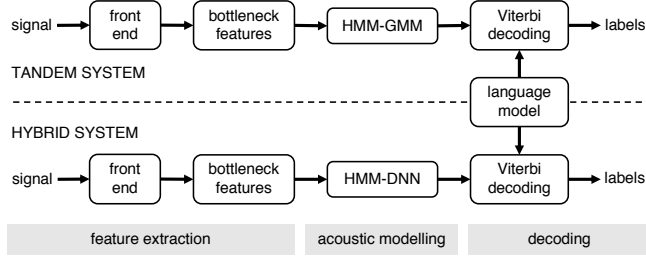 signal
front
end
bottleneck
features
HMM-GMM
Viterbi
decoding
labels
TANDEM SYSTEM
language
model
HYBRID SYSTEM
signal
front
end
bottleneck
features
HMM-DNN
Viterbi
decoding
labels
feature extraction
acoustic modelling
decoding